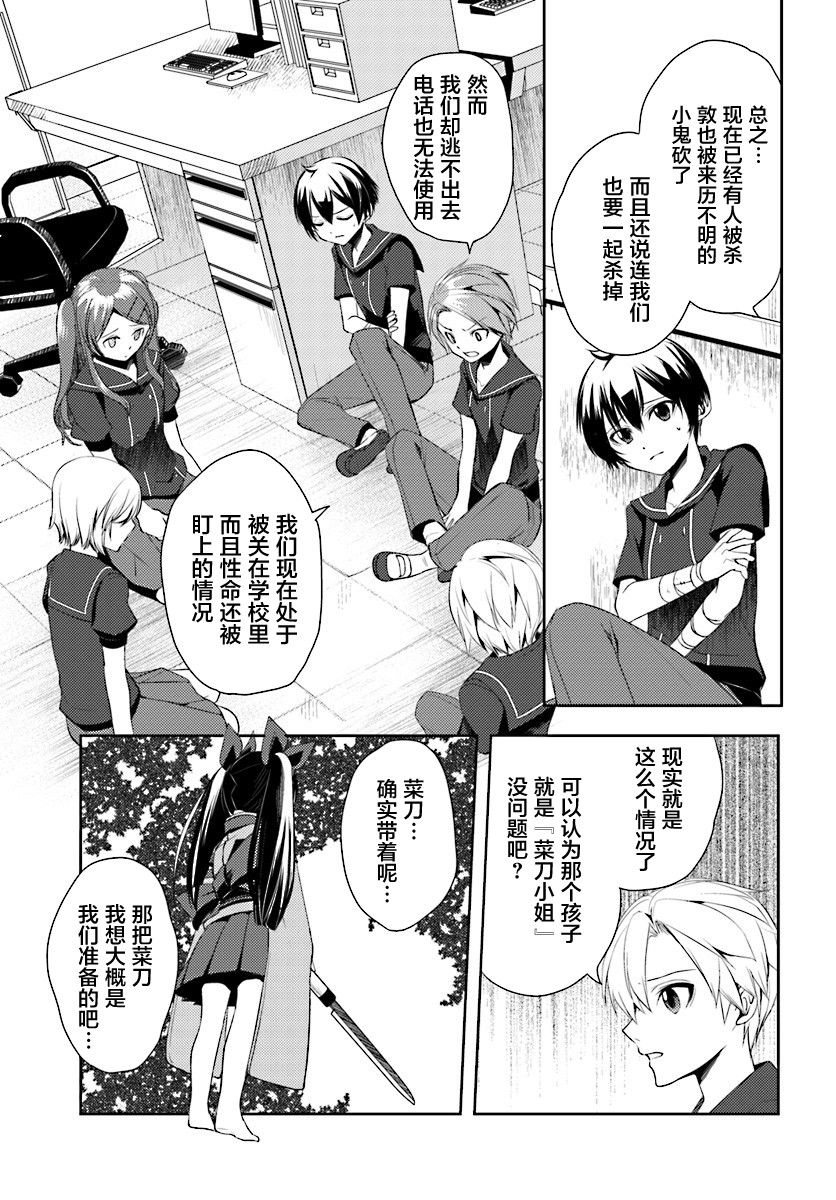 总之…
现在已经有人被杀
敦也被来历不明的
小鬼砍了
而且还说连我们
也要一起杀掉
然而
我们却逃不出去
电话也无法使用
我们现在处于
被关在学校里
而且性命还被
盯上的情况
现实就是
这么个情况了
可以认为那个孩子
就是『菜刀小姐』
没问题吧？
菜刀…
确实带着呢…
那把菜刀
我想大概是
我们准备的吧…